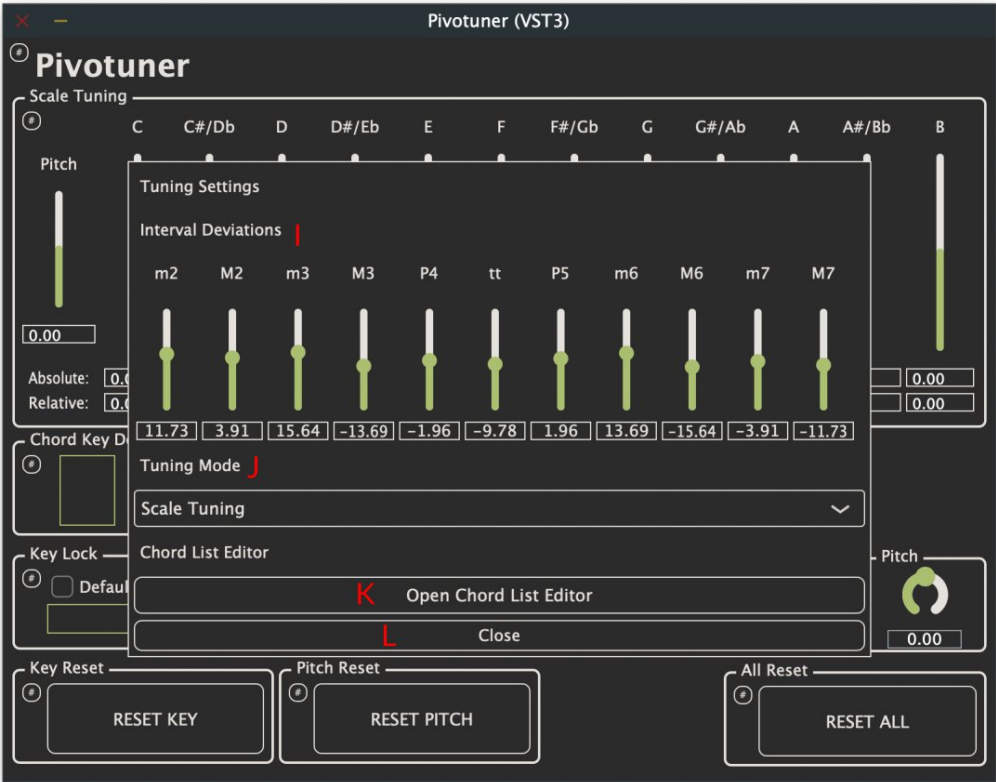 Pivotuner (VST3)
# Pivotuner
Scale Tuning
#
C C#/Db D D#/Eb E F F#/Gb G G#/Ab A A#/Bb B
Pitch
Tuning Settings
Interval Deviations I
m2 M2 m3 M3 P4 tt P5 m6 M6 m7 M7
0.00
Absolute: 0.00
Relative: 0.00
11.73 3.91 15.64 -13.69 -1.96 -9.78 1.96 13.69 -15.64 -3.91 -11.73
Chord Key
#
Tuning Mode J
Scale Tuning
Key Lock
Chord List Editor
Pitch
#
K Open Chord List Editor
L Close
0.00
Key Reset Pitch Reset All Reset
# # #
RESET KEY RESET PITCH RESET ALL